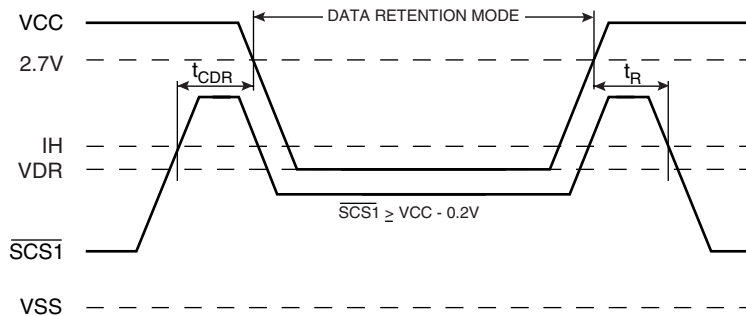 VCC
DATA RETENTION MODE
2.7V
tCDR
tR
IH
VDR
SCS1 ≥ VCC - 0.2V
SCS1
VSS